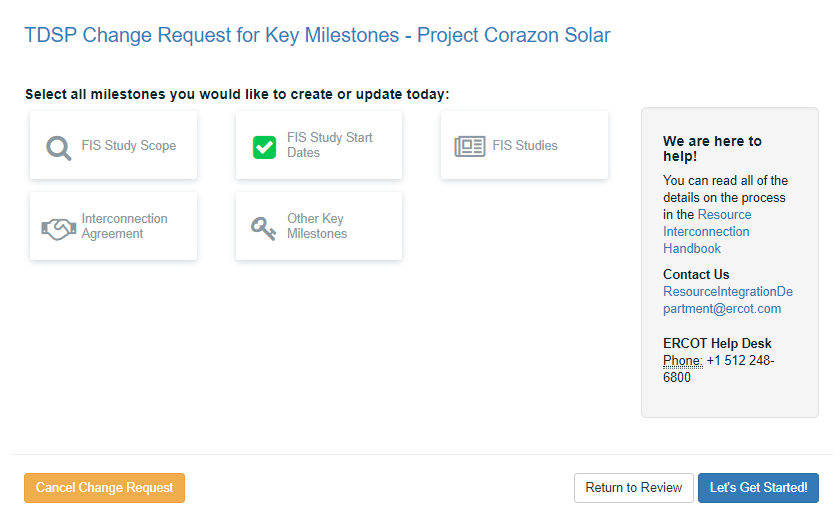 TDSP Change Request for Key Milestones - Project Corazon Solar
Select all milestones you would like to create or update today:
FIS Study Scope
FIS Study Start
Dates
FIS Studies
Interconnection
Agreement
Other Key
Milestones
We are here to
help!
You can read all of the
details on the process
in the Resource
Interconnection
Handbook
Contact Us
ResourceIntegrationDe
partment@ercot.com
ERCOT Help Desk
Phone: +1 512 248-
6800
Cancel Change Request
Return to Review
Let's Get Started!